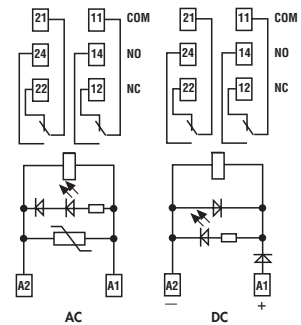 21 11 COM 21 11 COM
24 14 NO 24 14 NO
22 12 NC 22 12 NC
A2 A1 A2 A1
— +
AC DC